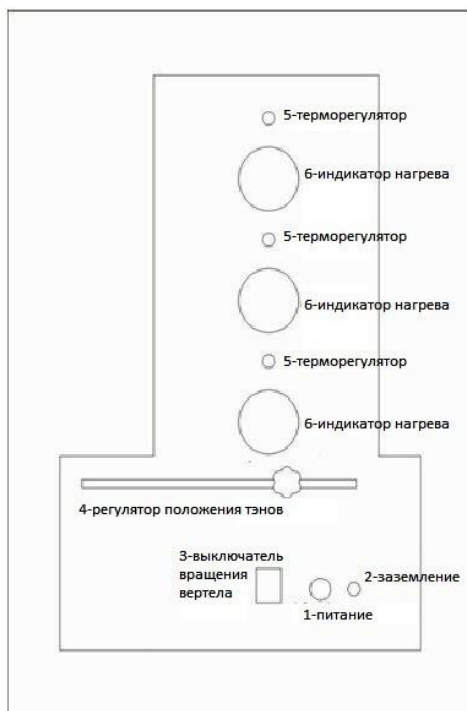 5-терморегулятор
6-индикатор нагрева
5-терморегулятор
6-индикатор нагрева
5-терморегулятор
6-индикатор нагрева
4-регулятор положения тэнов
3-выключатель
вращения
вертела
2-заземление
1-питание